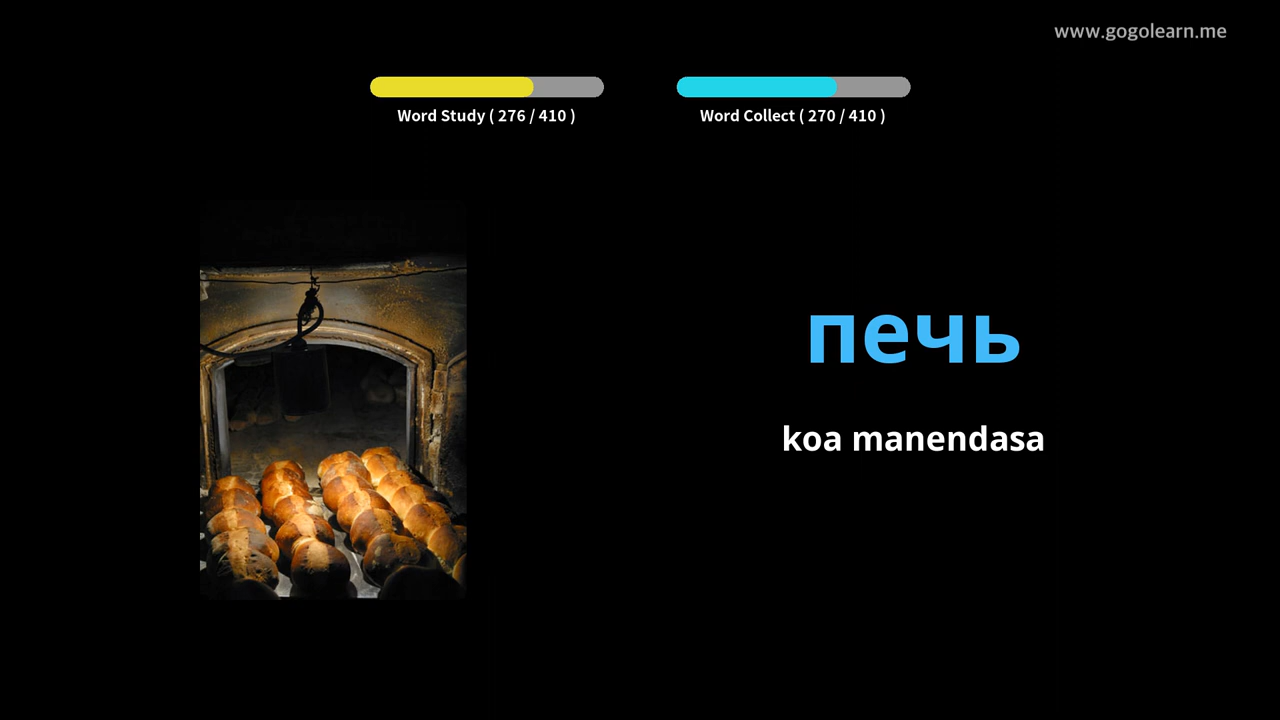 www.gogolearn.me
Word Study ( 276 / 410 )
Word Collect ( 270 / 410 )
печь
koa manendasa